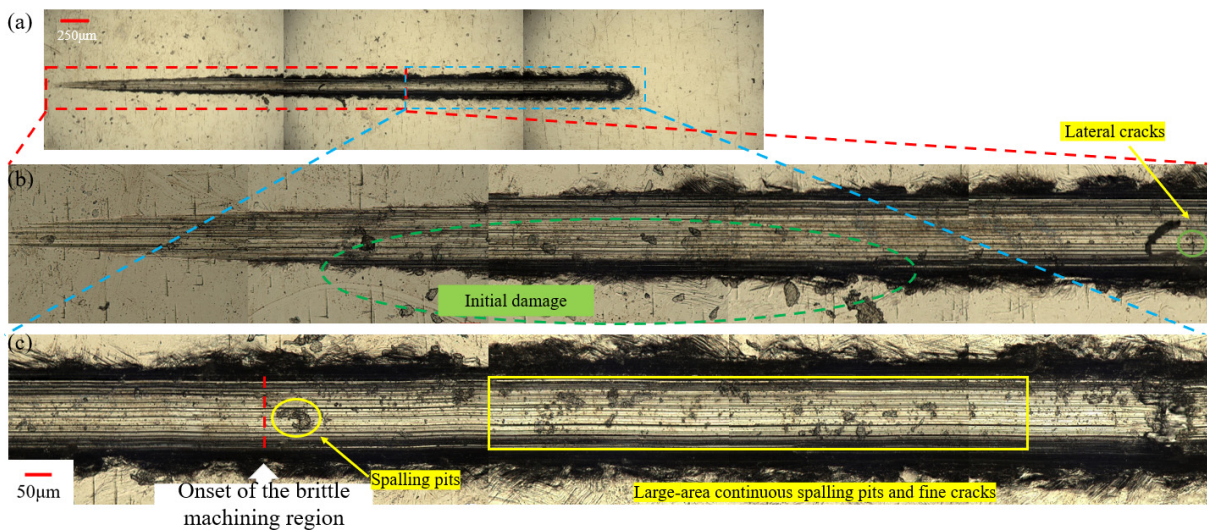 (a)
250μm
Lateral cracks
(b)
Initial damage
(c)
Spalling pits
50μm
Onset of the brittle
machining region
Large-area continuous spalling pits and fine cracks